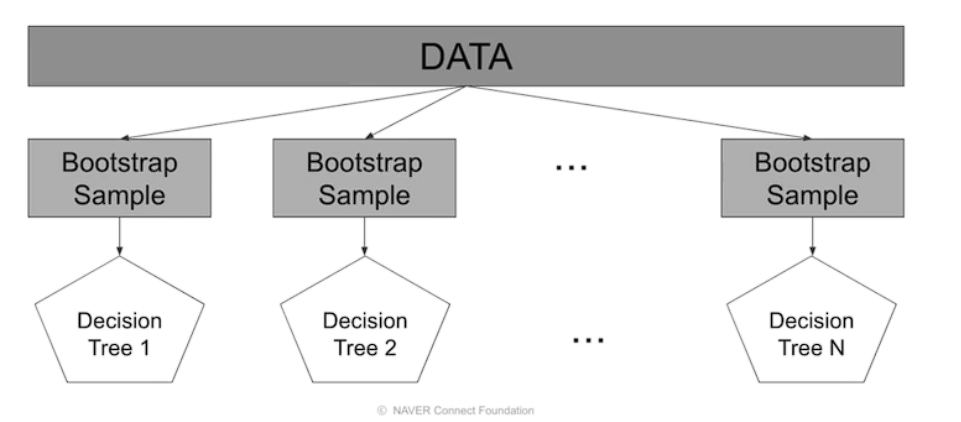 DATA
Bootstrap
Sample
Bootstrap
Sample
...
Bootstrap
Sample
Decision
Tree 1
Decision
Tree 2
...
Decision
Tree N
© NAVER Connect Foundation